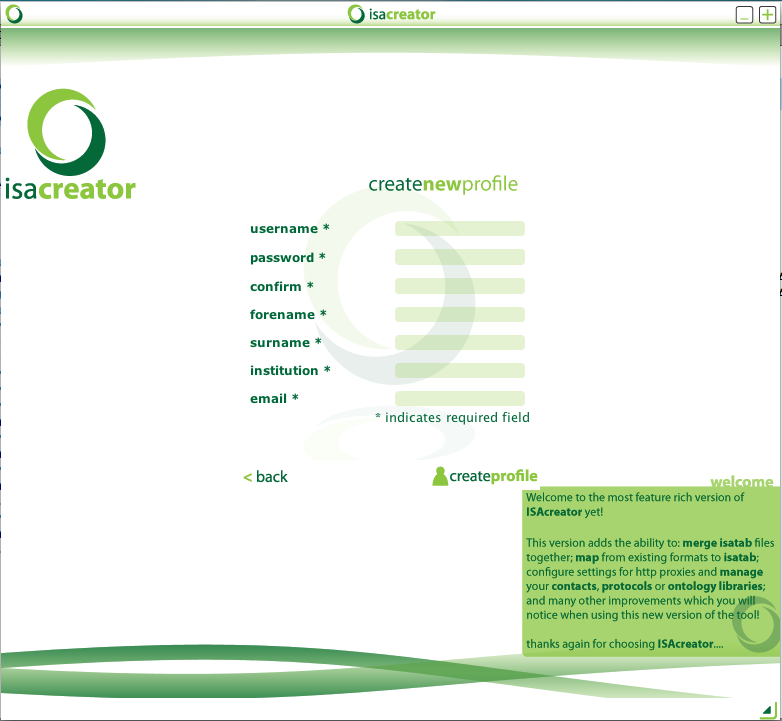 isacreator
isacreator
createnewprofile
username *
password *
confirm *
forename *
surname *
institution *
email *
* indicates required field
< back
createprofile
welcome
Welcome to the most feature rich version of
ISAcreator yet!
This version adds the ability to: merge isatab files
together; map from existing formats to isatab;
configure settings for http proxies and manage
your contacts, protocols or ontology libraries;
and many other improvements which you will
notice when using this new version of the tool!
thanks again for choosing ISAcreator....